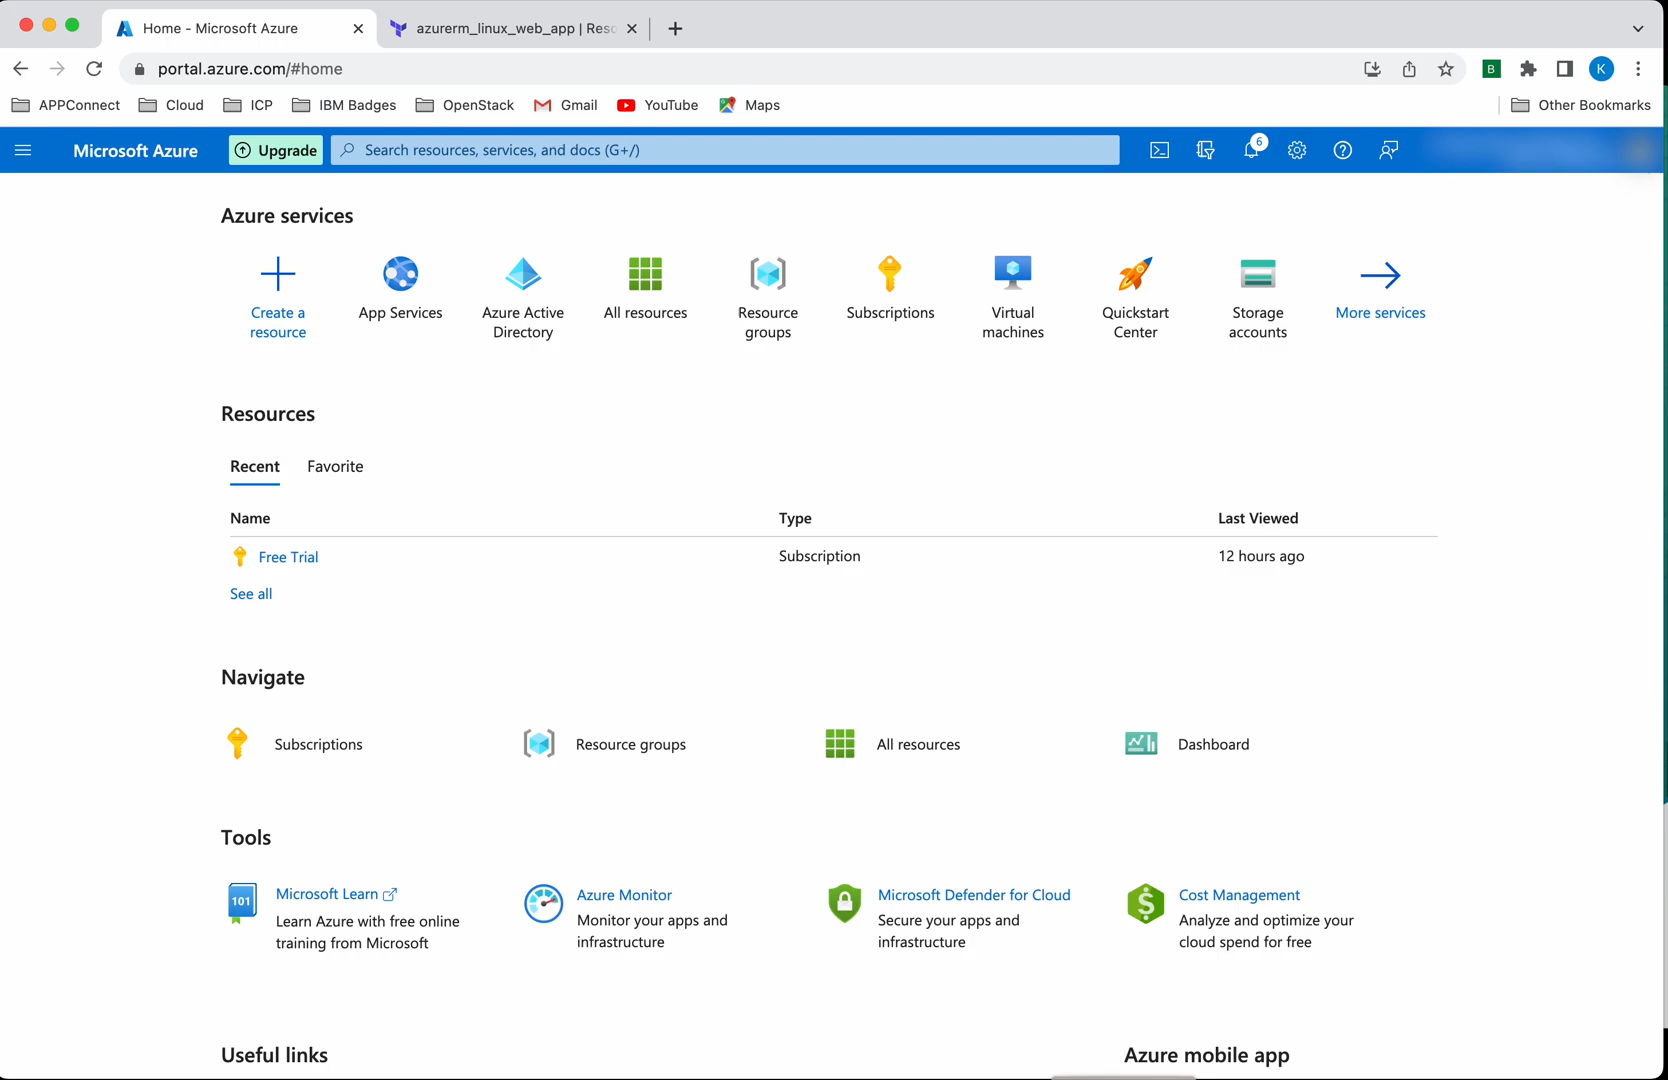 Home - Microsoft Azure
azurerm_linux_web_app | Reso
portal.azure.com/#home
B
K
APPConnect
Cloud
ICP
IBM Badges
OpenStack
Gmail
YouTube
Maps
Other Bookmarks
Microsoft Azure
Upgrade
Search resources, services, and docs (G+/)
6
Azure services
Create a
resource
App Services
Azure Active
Directory
All resources
Resource
groups
Subscriptions
Virtual
machines
Quickstart
Center
Storage
accounts
More services
Resources
Recent
Favorite
Name
Type
Last Viewed
Free Trial
Subscription
12 hours ago
See all
Navigate
Subscriptions
Resource groups
All resources
Dashboard
Tools
101
Microsoft Learn
Learn Azure with free online
training from Microsoft
Azure Monitor
Monitor your apps and
infrastructure
Microsoft Defender for Cloud
Secure your apps and
infrastructure
$
Cost Management
Analyze and optimize your
cloud spend for free
Useful links
Azure mobile app